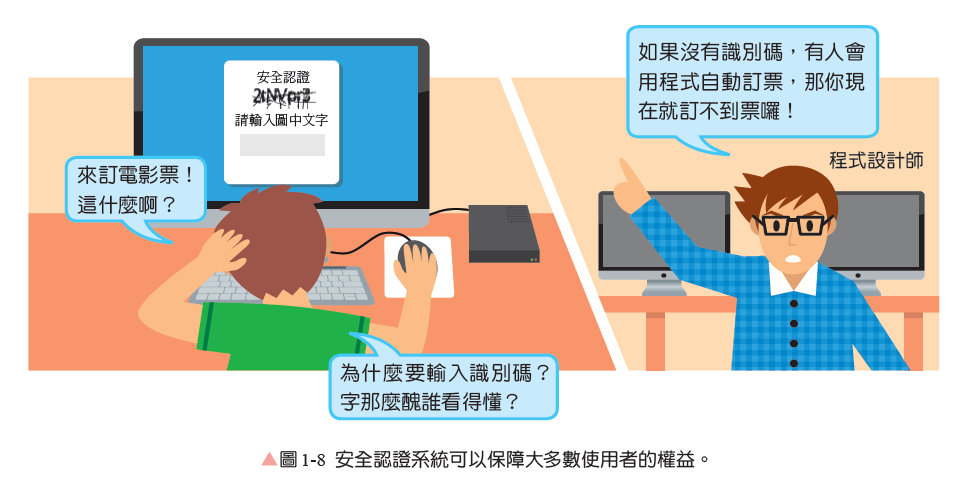 安全認證
2tNVpr3
請輸入圖中文字
來訂電影票！
這什麼啊？
為什麼要輸入識別碼？
字那麼醜誰看得懂？
如果沒有識別碼，有人會
用程式自動訂票，那你現
在就訂不到票囉！
程式設計師
▲圖1-8 安全認證系統可以保障大多數使用者的權益。